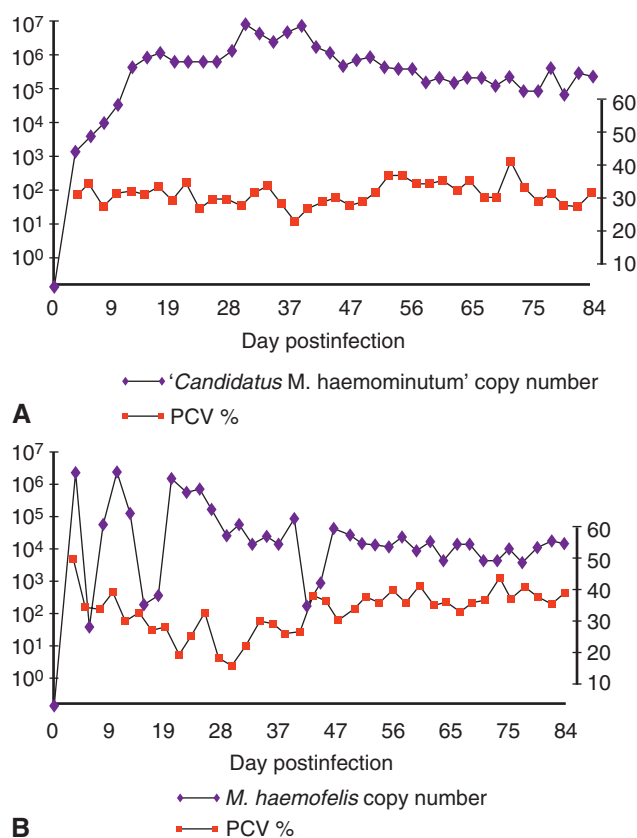 10⁷
10⁶
10⁵
10⁴
10³
10²
10¹
10⁰
60
50
40
30
20
10
0 9 19 28 37 47 56 65 75 84
Day postinfection
'Candidatus M. haemominutum' copy number
A
PCV %
10⁷
10⁶
10⁵
10⁴
10³
10²
10¹
10⁰
60
50
40
30
20
10
0 9 19 28 37 47 56 65 75 84
Day postinfection
M. haemofelis copy number
B
PCV %